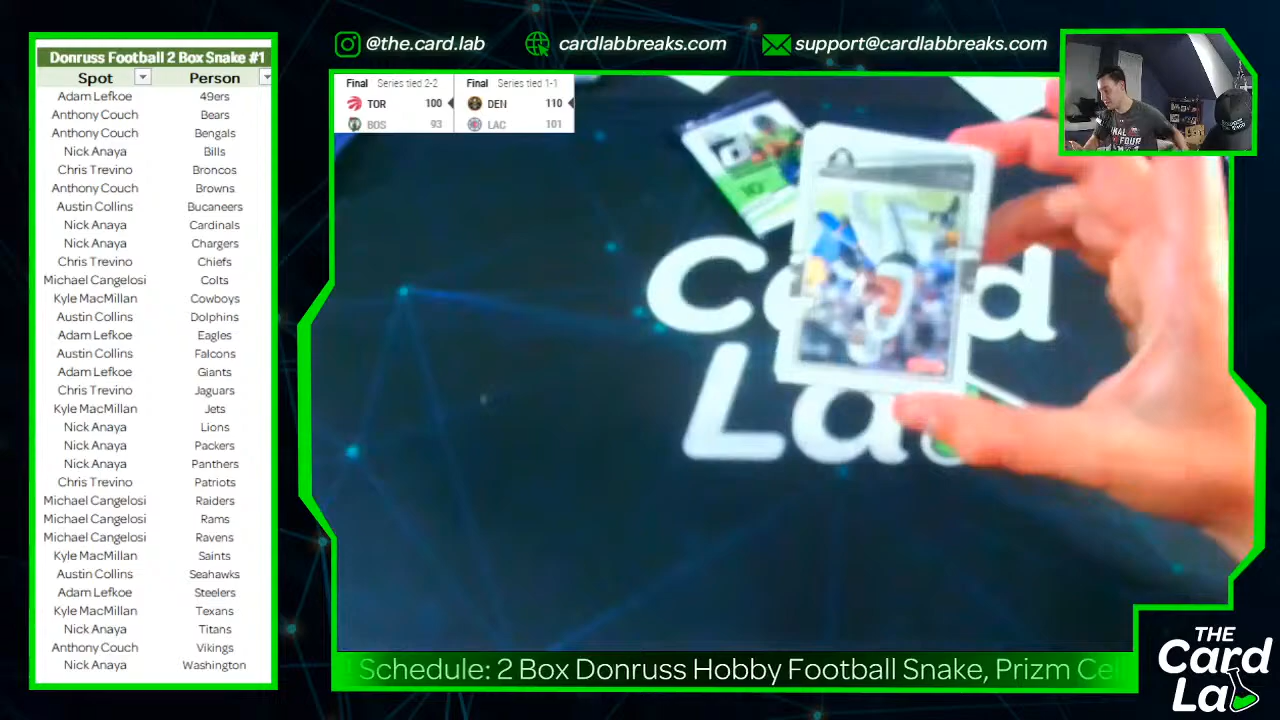 @the.card.lab
cardlabbreaks.com
support@cardlabbreaks.com
Donruss Football 2 Box Snake #1
Spot Person
Adam Lefkoe 49ers
Anthony Couch Bears
Anthony Couch Bengals
Nick Anaya Bills
Chris Trevino Broncos
Anthony Couch Browns
Austin Collins Bucaneers
Nick Anaya Cardinals
Nick Anaya Chargers
Chris Trevino Chiefs
Michael Cangelosi Colts
Kyle MacMillan Cowboys
Austin Collins Dolphins
Adam Lefkoe Eagles
Austin Collins Falcons
Adam Lefkoe Giants
Chris Trevino Jaguars
Kyle MacMillan Jets
Nick Anaya Lions
Nick Anaya Packers
Nick Anaya Panthers
Chris Trevino Patriots
Michael Cangelosi Raiders
Michael Cangelosi Rams
Michael Cangelosi Ravens
Kyle MacMillan Saints
Austin Collins Seahawks
Adam Lefkoe Steelers
Kyle MacMillan Texans
Nick Anaya Titans
Anthony Couch Vikings
Nick Anaya Washington
Final Series tied 2-2
TOR 100
BOS 93
Final Series tied 1-1
DEN 110
LAC 101
Card
Lab
Schedule: 2 Box Donruss Hobby Football Snake, Prizm Ce
THE
Card
La